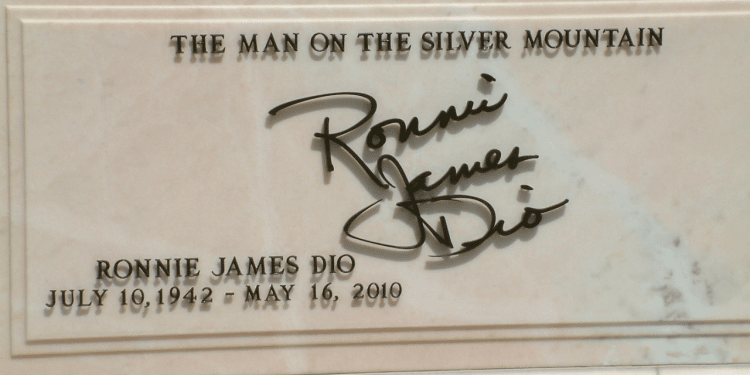 THE MAN ON THE SILVER MOUNTAIN
Ronnie
James
Dio
RONNIE JAMES DIO
JULY 10, 1942 - MAY 16, 2010